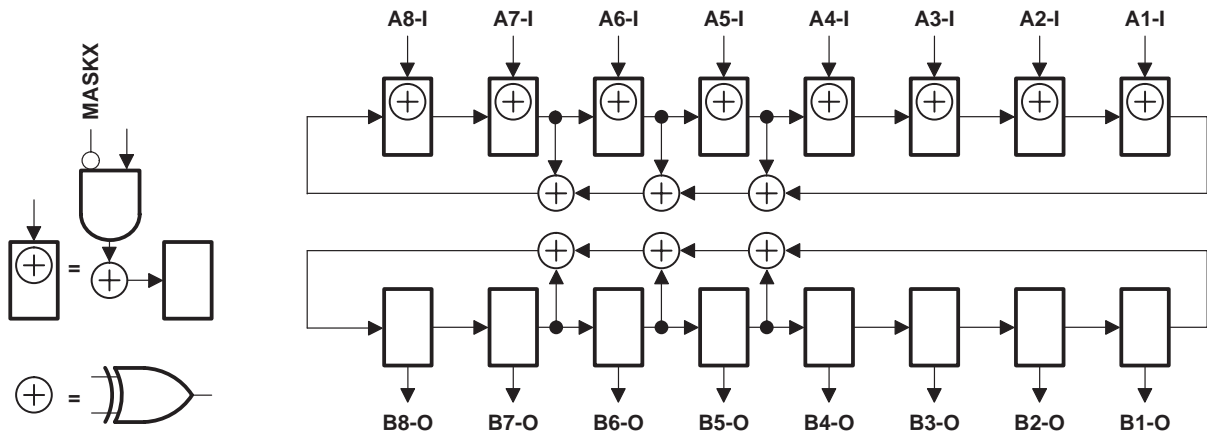 A8-I A7-I A6-I A5-I A4-I A3-I A2-I A1-I
MASKX
=
=
B8-O B7-O B6-O B5-O B4-O B3-O B2-O B1-O